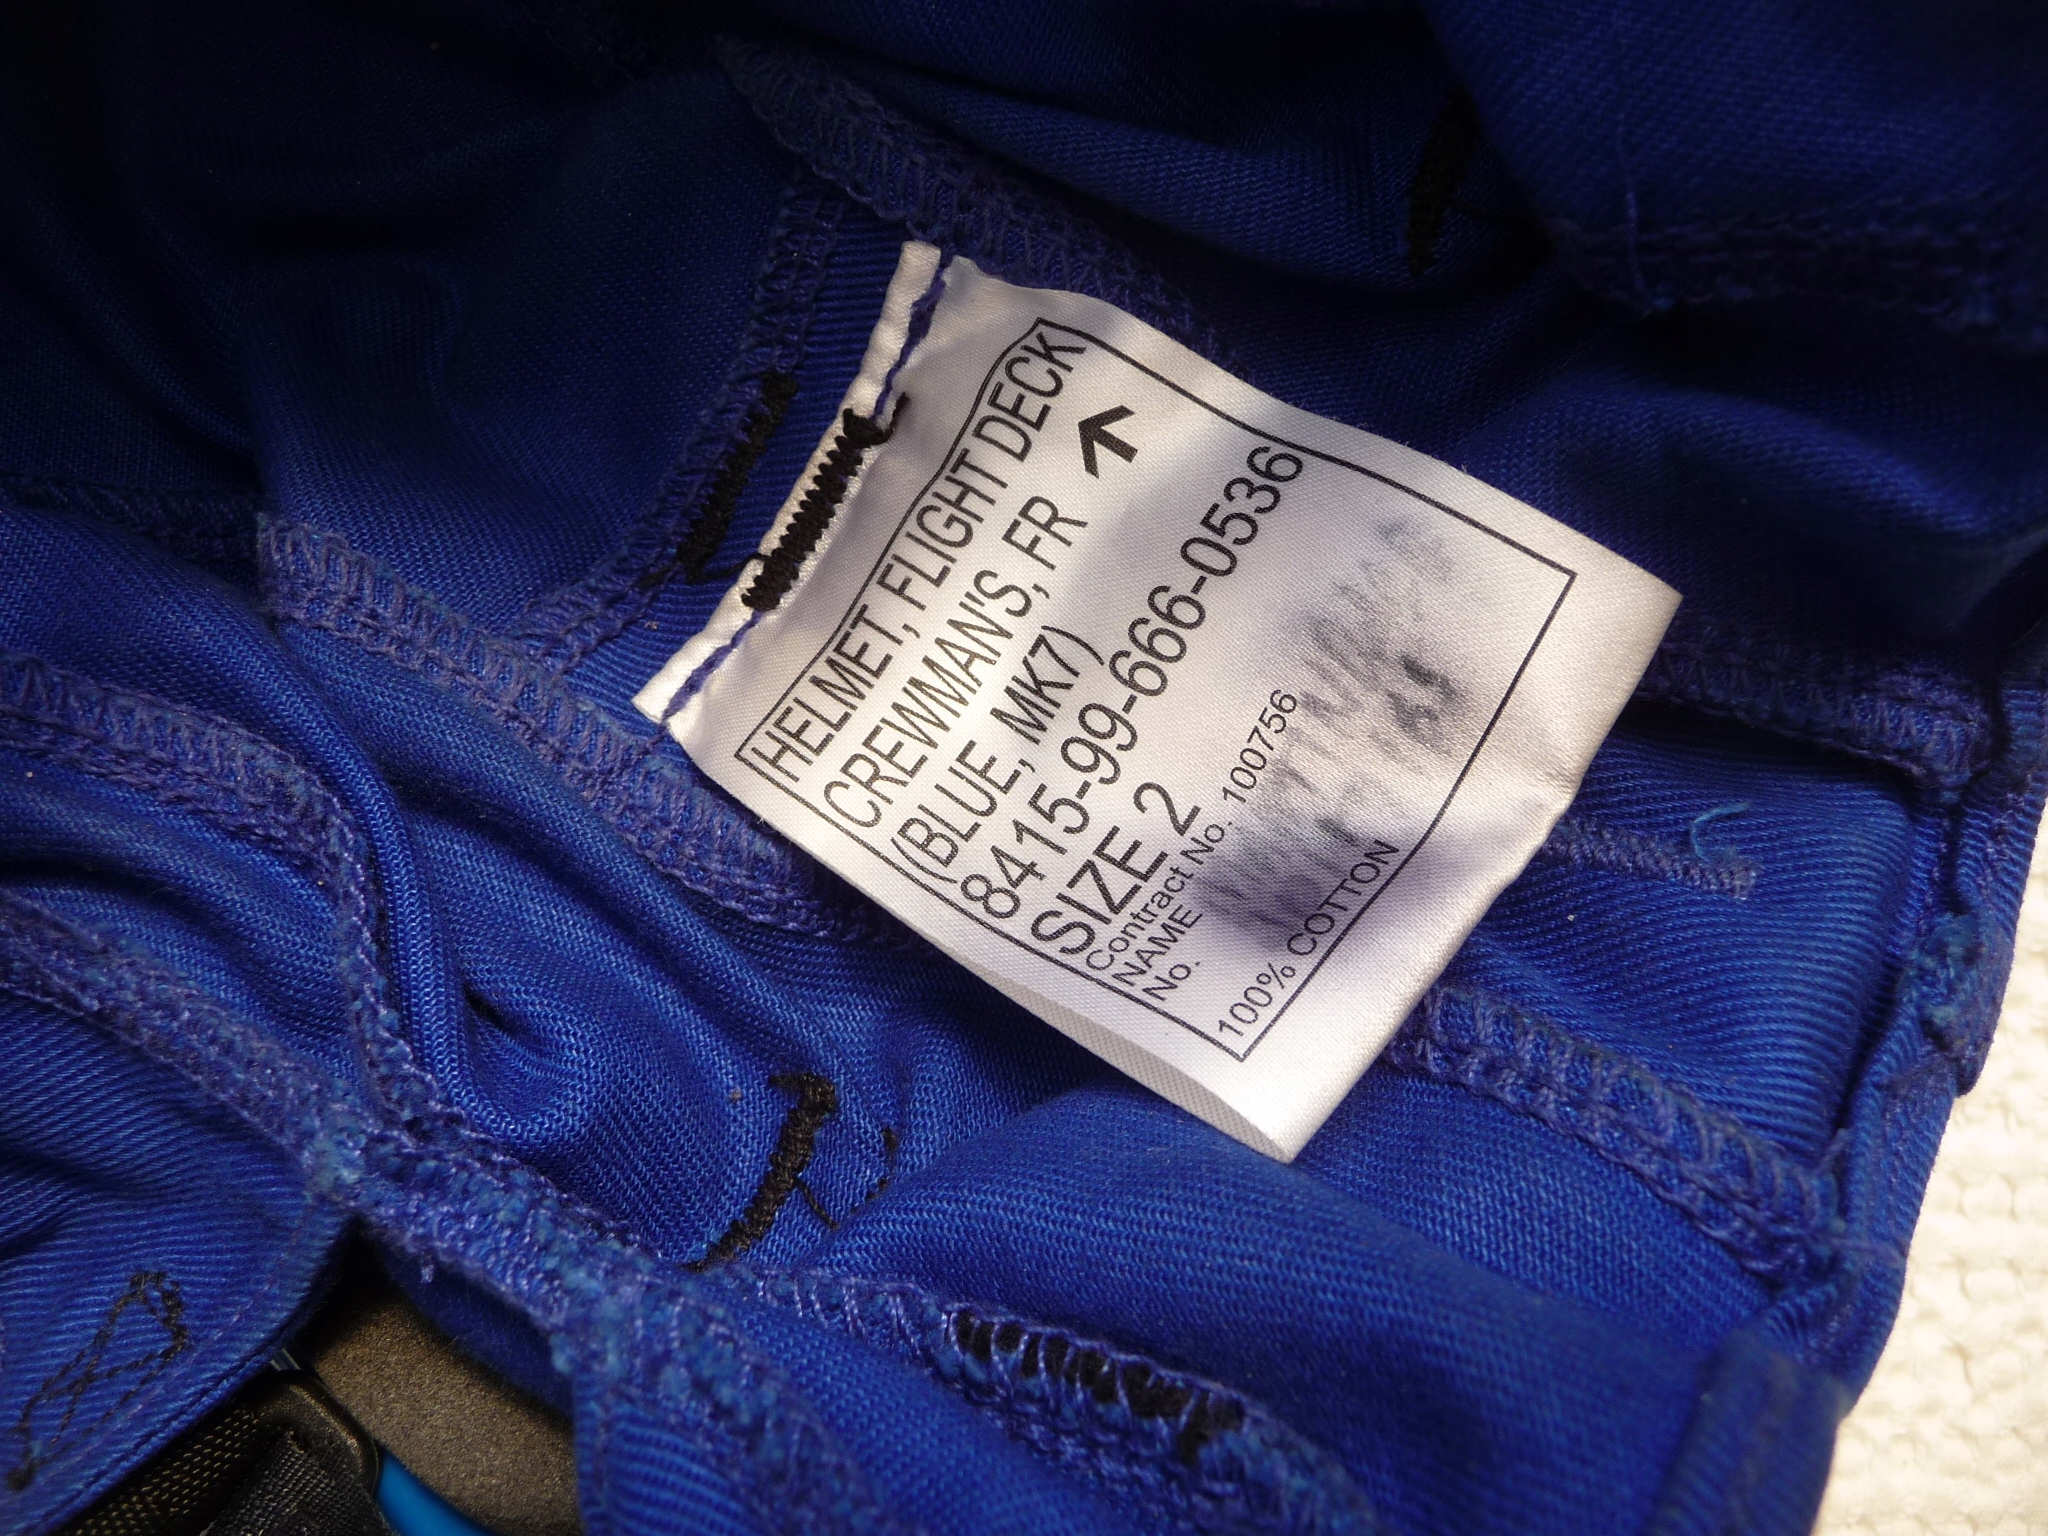 HELMET, FLIGHT DECK
CREWMAN'S, FR
(BLUE, MK7)
8415-99-666-0536
SIZE 2
Contract No. 100756
NAME
No.
100% COTTON